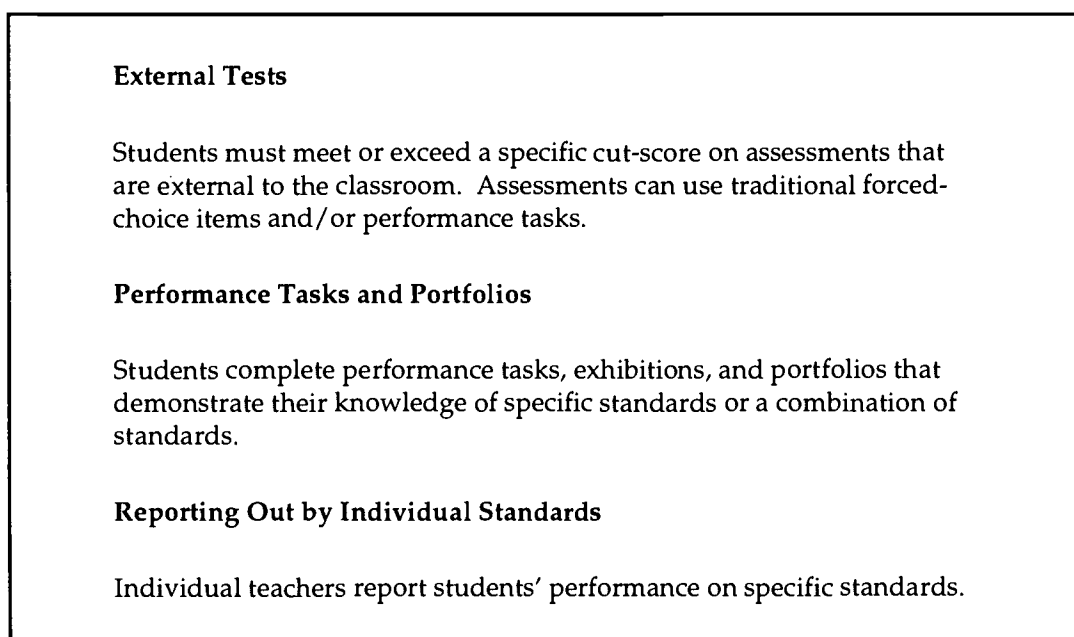 External Tests
Students must meet or exceed a specific cut-score on assessments that
are external to the classroom. Assessments can use traditional forced-
choice items and/or performance tasks.
Performance Tasks and Portfolios
Students complete performance tasks, exhibitions, and portfolios that
demonstrate their knowledge of specific standards or a combination of
standards.
Reporting Out by Individual Standards
Individual teachers report students' performance on specific standards.